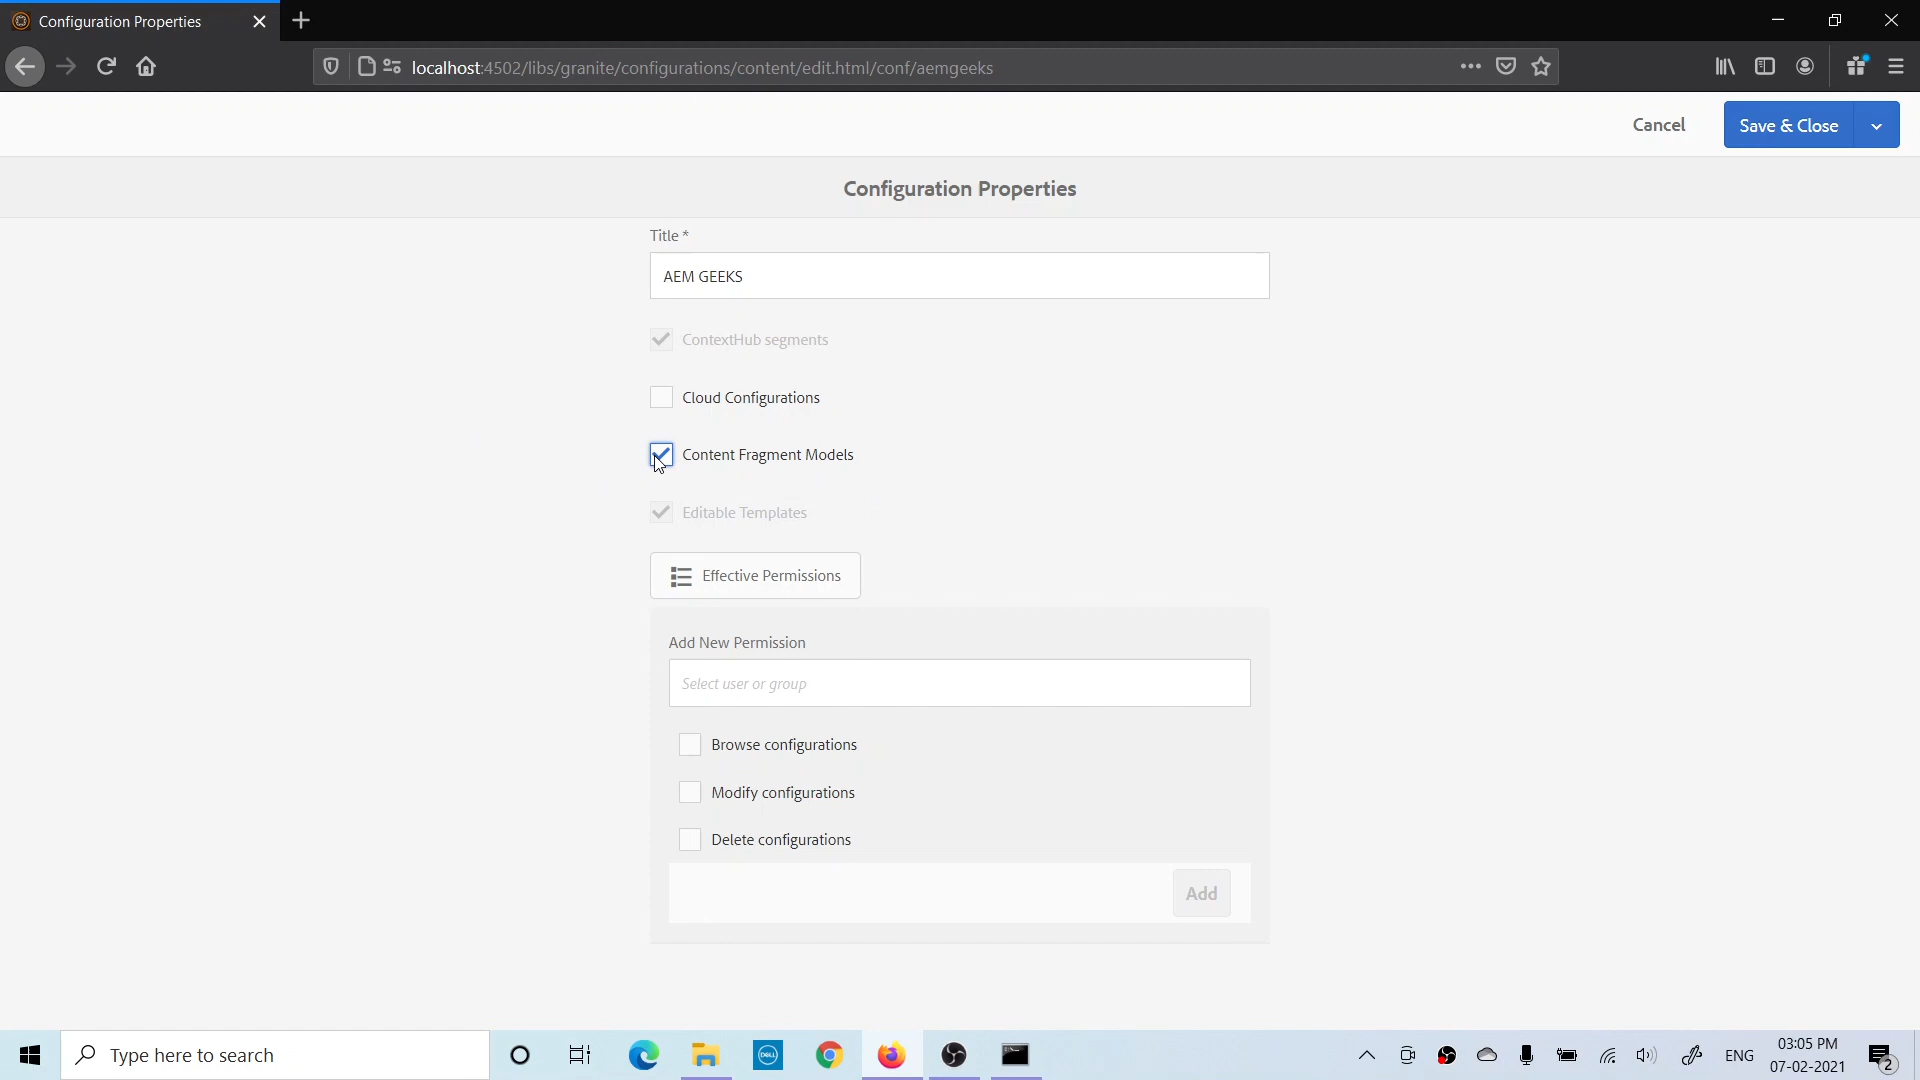 Configuration Properties
localhost:4502/libs/granite/configurations/content/edit.html/conf/aemgeeks
Cancel
Save & Close
Configuration Properties
Title *
AEM GEEKS
ContextHub segments
Cloud Configurations
Content Fragment Models
Editable Templates
Effective Permissions
Add New Permission
Select user or group
Browse configurations
Modify configurations
Delete configurations
Add
Type here to search
DELL
ENG
03:05 PM
07-02-2021
2